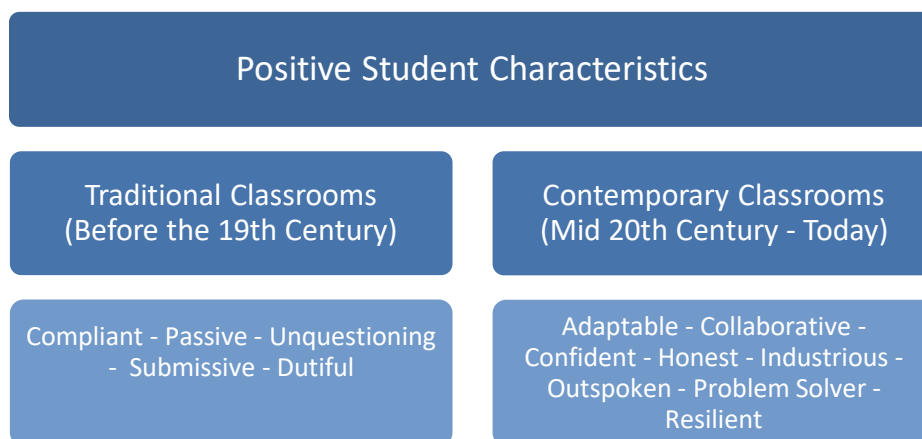 Positive Student Characteristics
Traditional Classrooms
(Before the 19th Century)
Contemporary Classrooms
(Mid 20th Century - Today)
Compliant - Passive - Unquestioning
- Submissive - Dutiful
Adaptable - Collaborative -
Confident - Honest - Industrious -
Outspoken - Problem Solver -
Resilient